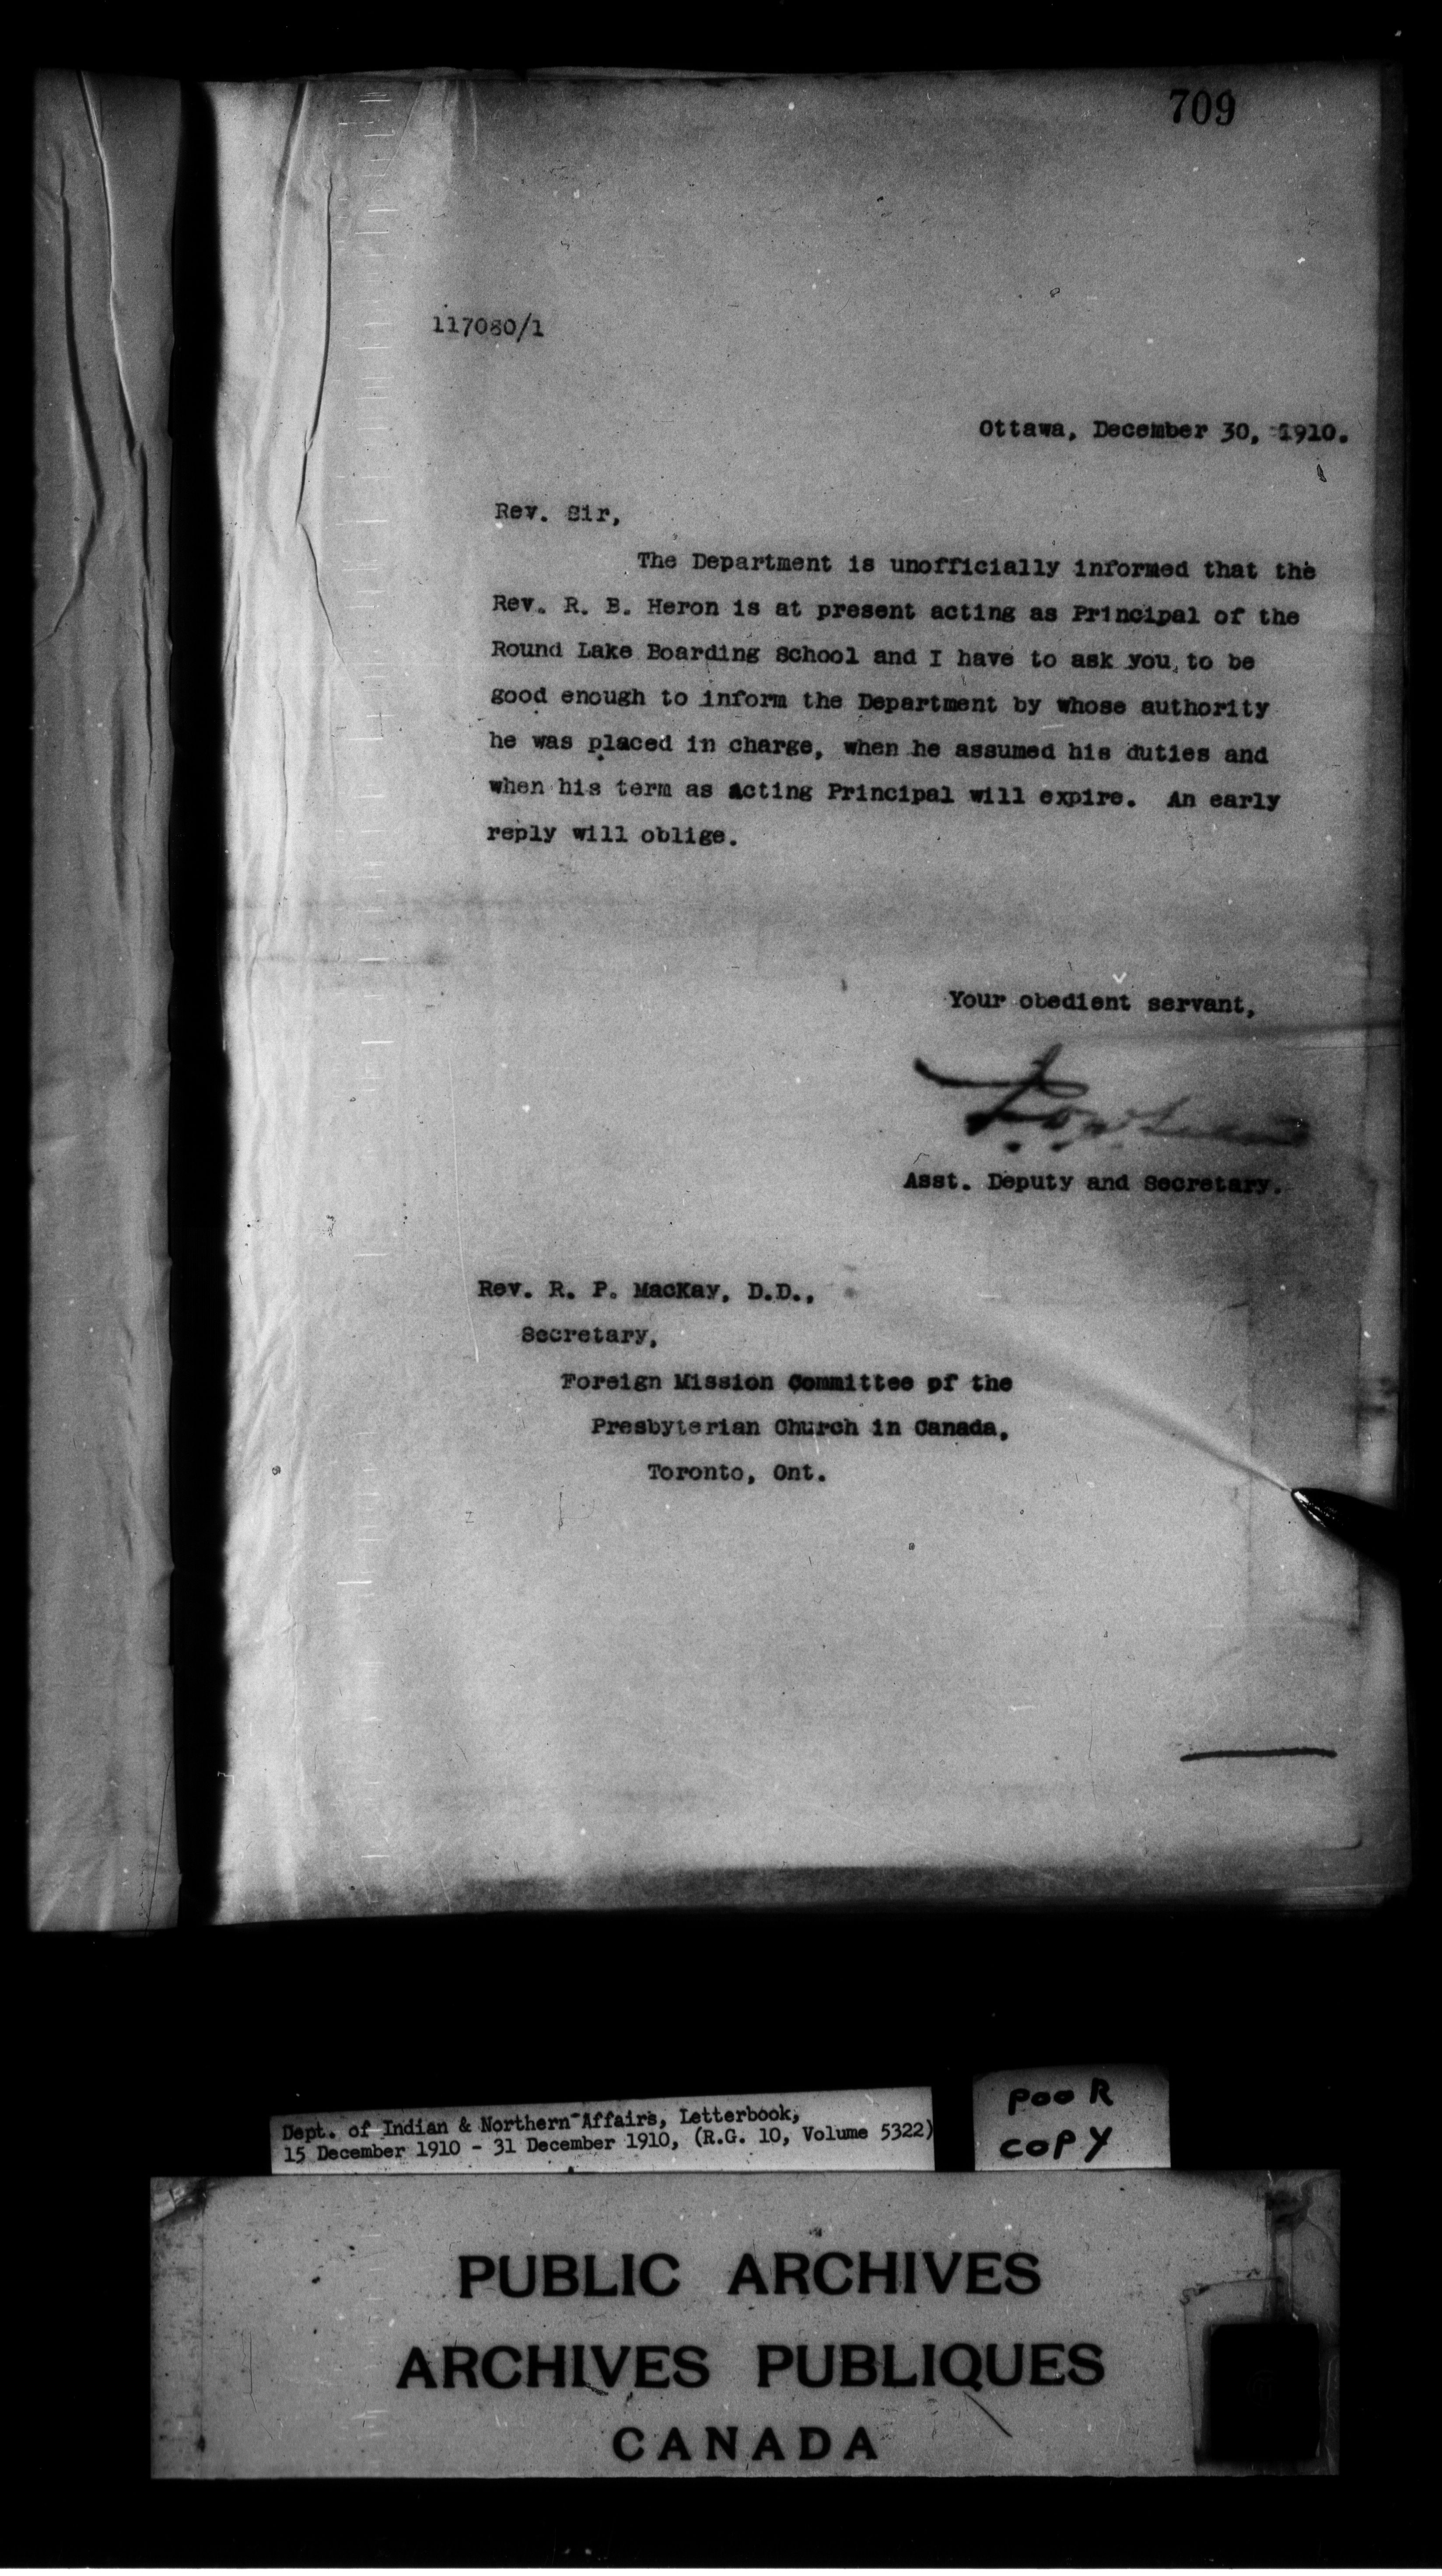 709
117080/1
Ottawa, December 30, 1910.
Rev. Sir,
The Department is unofficially informed that the
Rev. R. B. Heron is at present acting as Principal of the
Round Lake Boarding School and I have to ask you, to be
good enough to inform the Department by whose authority
he was placed in charge, when he assumed his duties and
when his term as Acting Principal will expire. An early
reply will oblige.
Your obedient servant,
Asst. Deputy and Secretary.
Rev. R. P. MacKay, D.D.,
Secretary,
Foreign Mission Committee of the
Presbyterian Church in Canada,
Toronto, Ont.
Dept. of Indian & Northern Affairs, Letterbook,
15 December 1910 - 31 December 1910, (R.G. 10, Volume 5322)
POOR
COPY
PUBLIC ARCHIVES
ARCHIVES PUBLIQUES
CANADA